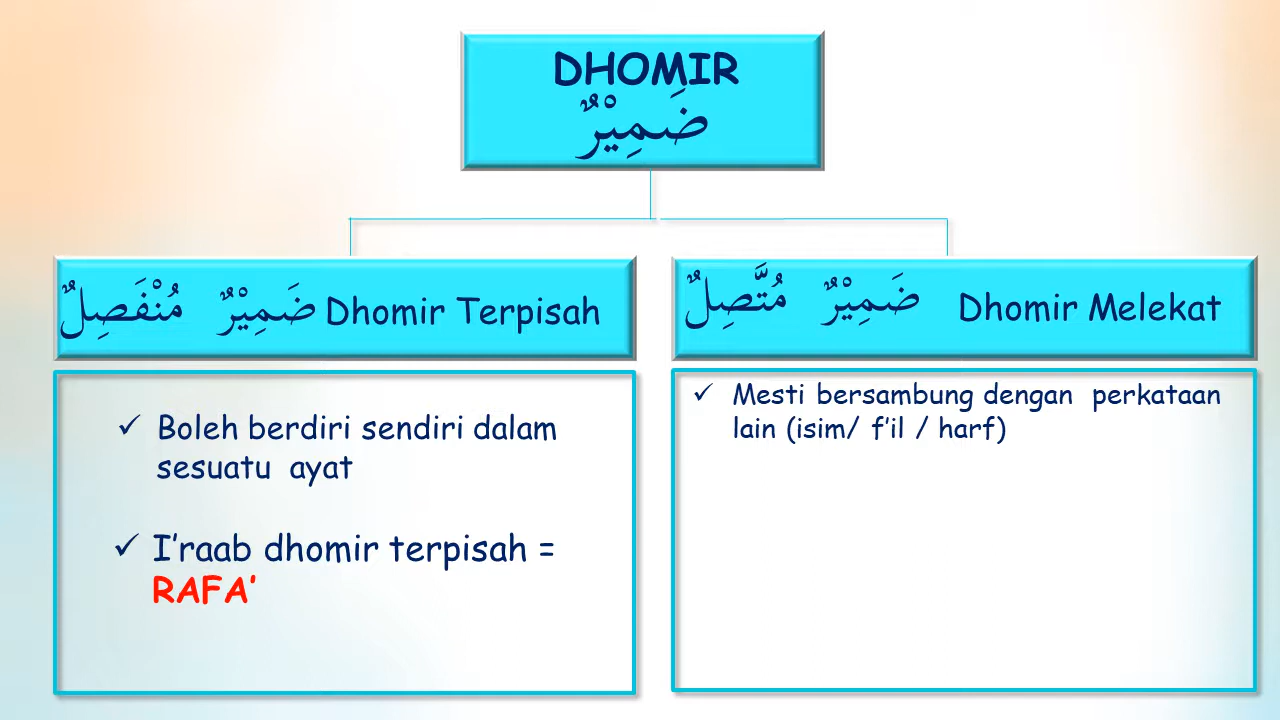 DHOMIR
ضَمِيْرٌ
ضَمِيْرٌ مُنْفَصِلٌ Dhomir Terpisah
ضَمِيْرٌ مُتَّصِلٌ Dhomir Melekat
✓ Boleh berdiri sendiri dalam
sesuatu ayat
✓ I’raab dhomir terpisah =
RAFA’
✓ Mesti bersambung dengan perkataan
lain (isim/ f’il / harf)